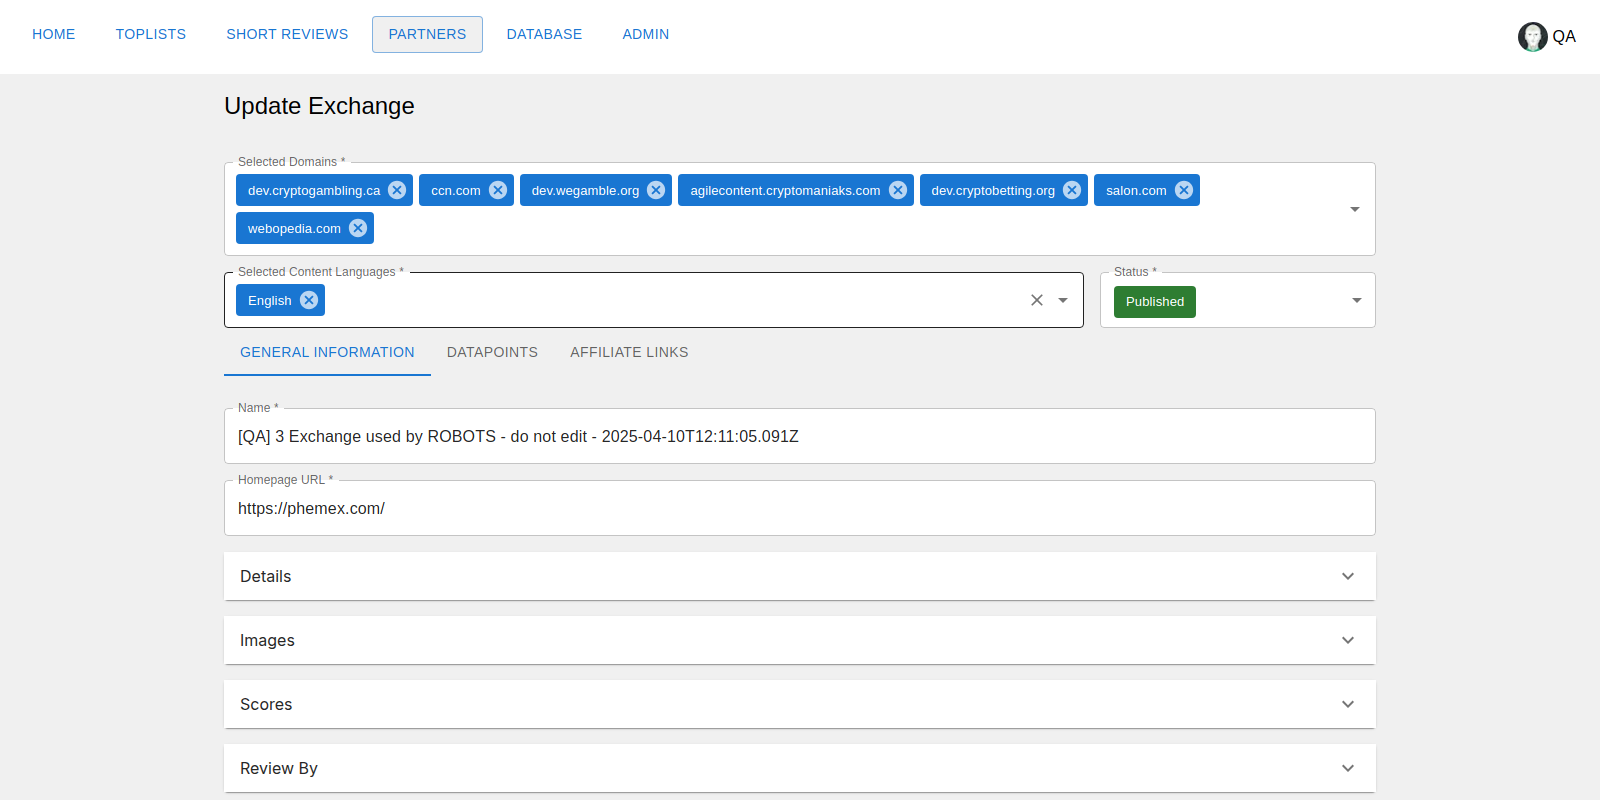 HOME TOPLISTS SHORT REVIEWS PARTNERS DATABASE ADMIN QA
Update Exchange
Selected Domains *
dev.cryptogambling.ca ccn.com dev.wegamble.org agilecontent.cryptomaniaks.com dev.cryptobetting.org salon.com
webopedia.com
Selected Content Languages * Status *
English Published
GENERAL INFORMATION DATAPOINTS AFFILIATE LINKS
Name *
[QA] 3 Exchange used by ROBOTS - do not edit - 2025-04-10T12:11:05.091Z
Homepage URL *
https://phemex.com/
Details
Images
Scores
Review By